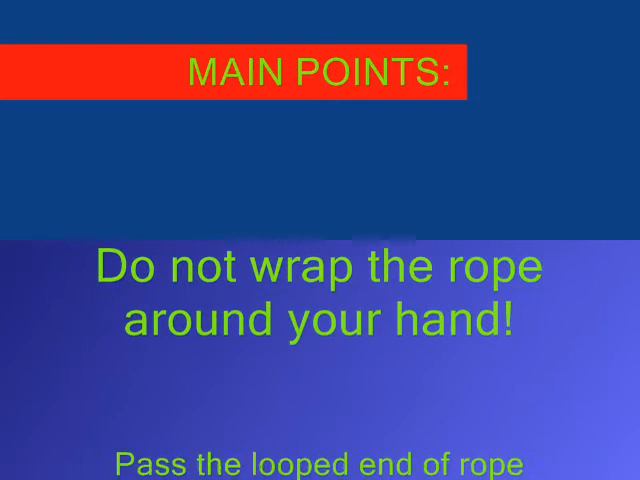 MAIN POINTS:
Do not wrap the rope
around your hand!
Pass the looped end of rope